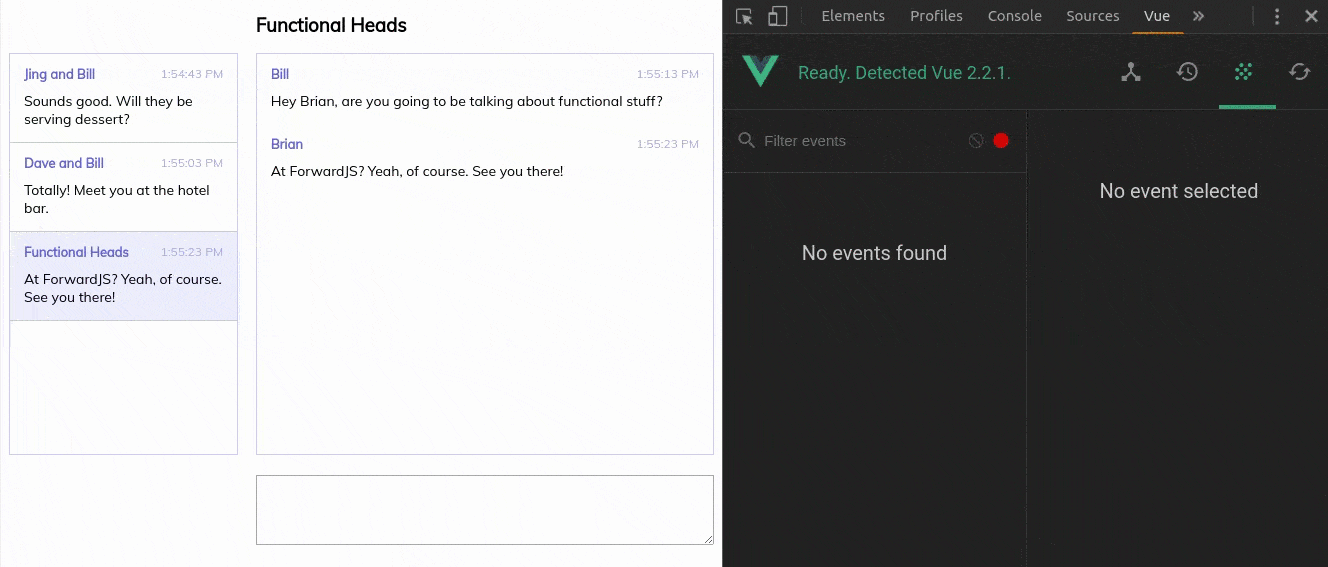 Functional Heads
Jing and Bill 1:54:43 PM
Sounds good. Will they be
serving dessert?
Dave and Bill 1:55:03 PM
Totally! Meet you at the hotel
bar.
Functional Heads 1:55:23 PM
At ForwardJS? Yeah, of course.
See you there!
Bill 1:55:13 PM
Hey Brian, are you going to be talking about functional stuff?
Brian 1:55:23 PM
At ForwardJS? Yeah, of course. See you there!
Elements Profiles Console Sources Vue »
Ready. Detected Vue 2.2.1.
Filter events
No events found
No event selected